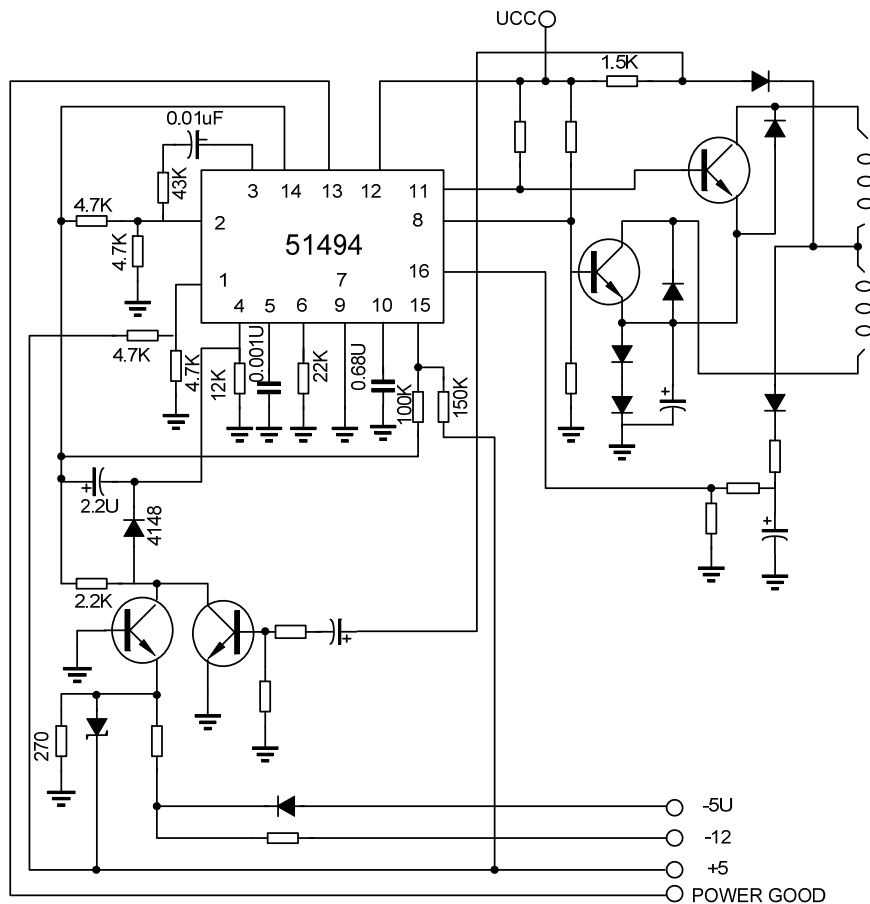 UCC
1.5K
0.01uF
43K
3
14
13
12
11
4.7K
2
8
4.7K
51494
1
7
16
4
5
6
9
10
15
4.7K
4.7K
12K
0.001U
22K
0.68U
100K
150K
+
+
2.2U
4148
+
2.2K
+
270
-5U
-12
+5
POWER GOOD